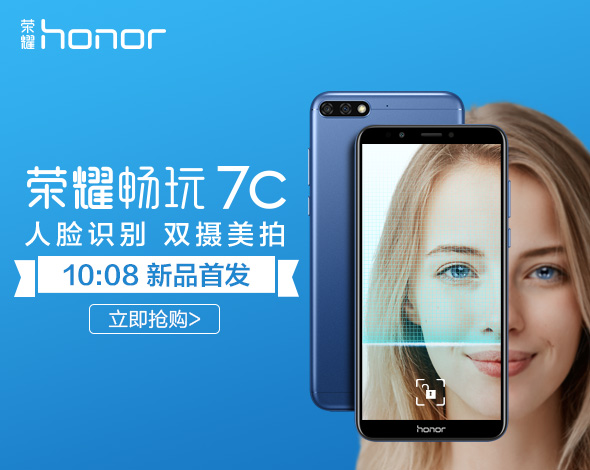 荣耀 honor
荣耀畅玩 7C
人脸识别 双摄美拍
10:08 新品首发
立即抢购>
honor